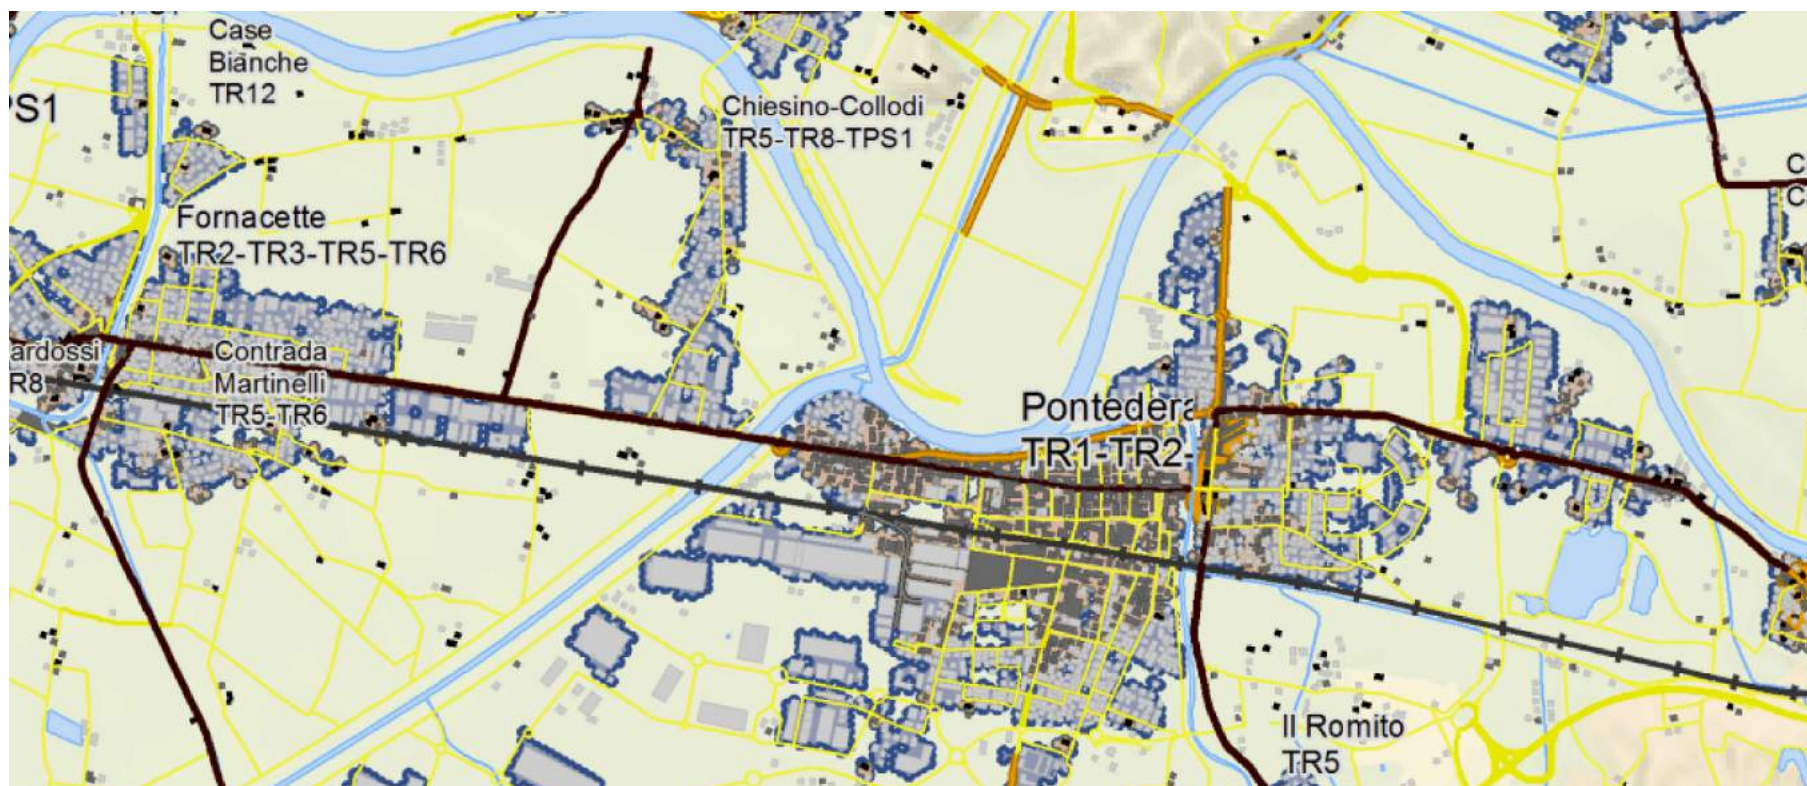 Case
Bianche
TR12
PS1
Chiesino-Collodi
TR5-TR8-TPS1
Fornacette
TR2-TR3-TR5-TR6
ardossi
R8
Contrada
Martinelli
TR5-TR6
Pontedera
TR1-TR2-
C
C
Il Romito
TR5